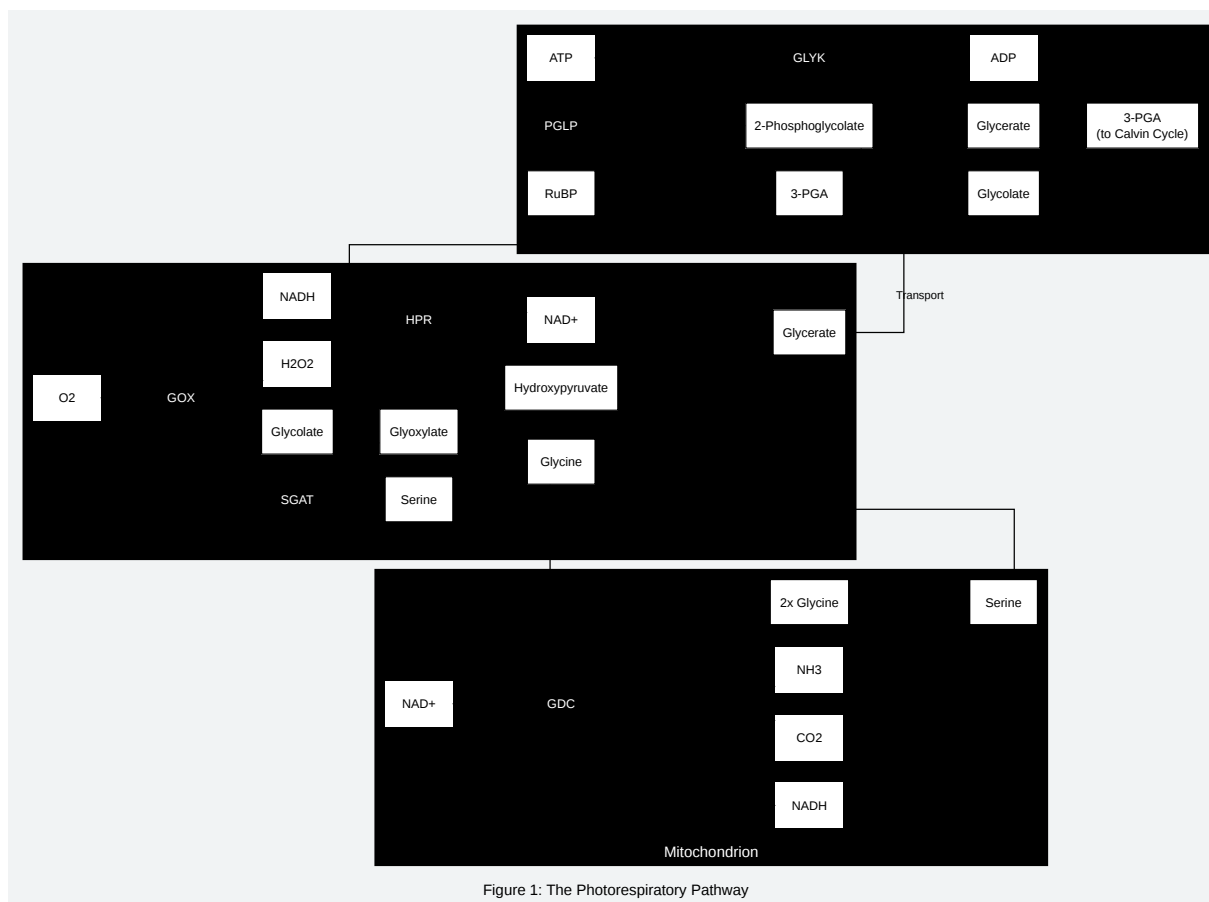 ATP
GLYK
ADP
PGLP
2-Phosphoglycolate
Glycerate
3-PGA
(to Calvin Cycle)
RuBP
3-PGA
Glycolate
Transport
NADH
HPR
NAD+
Glycerate
H2O2
Hydroxypyruvate
O2
GOX
Glycolate
Glyoxylate
Glycine
SGAT
Serine
2x Glycine
Serine
NH3
NAD+
GDC
CO2
NADH
Mitochondrion
Figure 1: The Photorespiratory Pathway